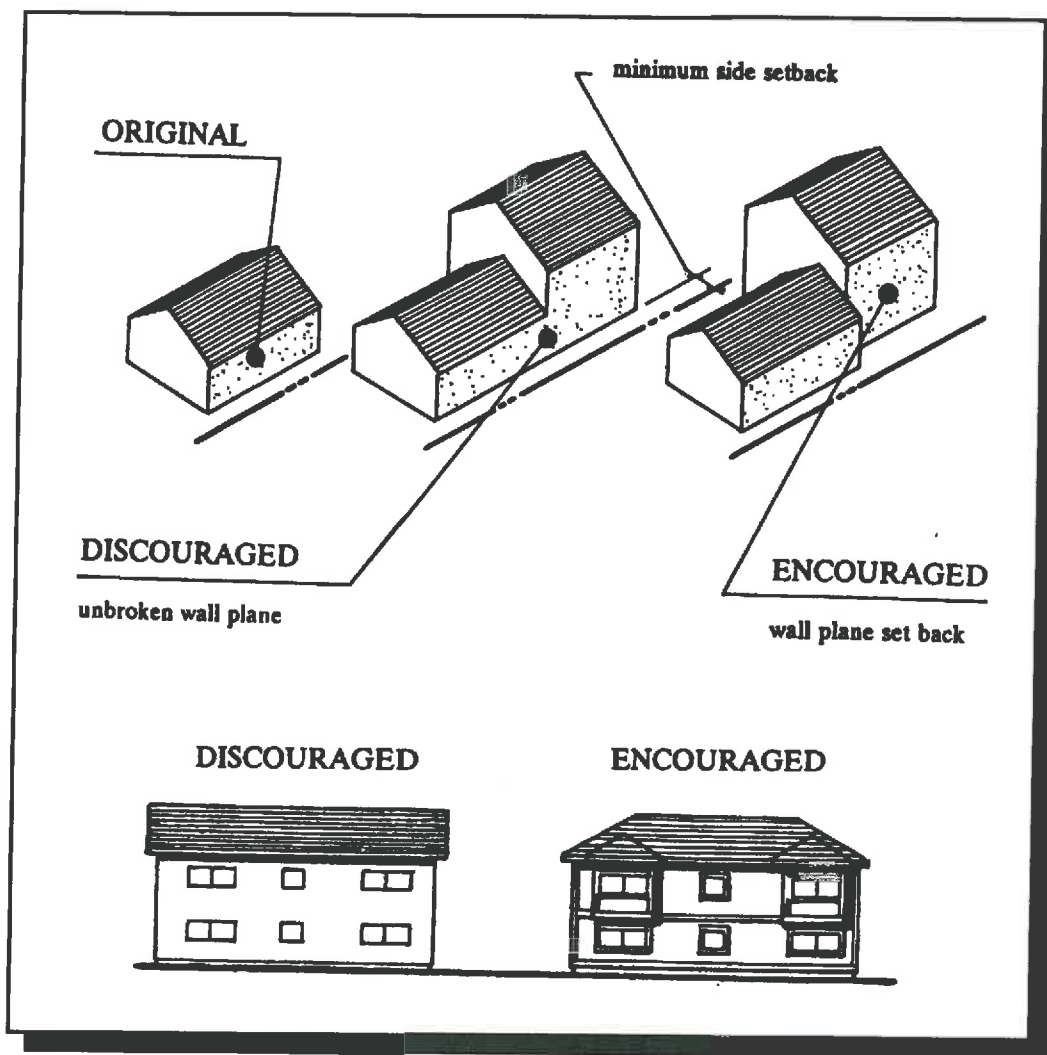 minimum side setback
ORIGINAL
DISCOURAGED
unbroken wall plane
ENCOURAGED
wall plane set back
DISCOURAGED
ENCOURAGED